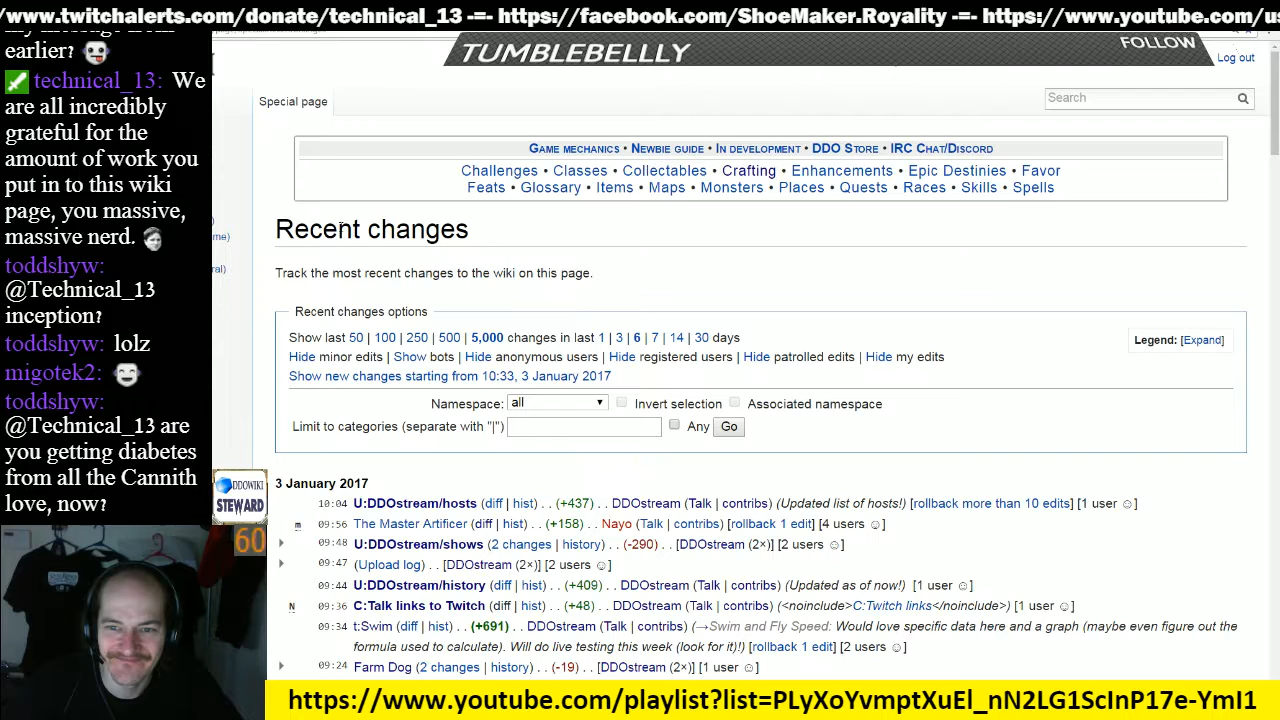 /www.twitchalerts.com/donate/technical_13 -=- https://facebook.com/ShoeMaker.Royality -=- https://www.youtube.com/us
my message from
earlier?
technical_13: We
are all incredibly
grateful for the
amount of work you
put in to this wiki
page, you massive,
massive nerd.
toddshyw:
@Technical_13
inception?
toddshyw: lolz
migotek2:
toddshyw:
@Technical_13 are
you getting diabetes
from all the Cannith
love, now?
DDOWIKI
STEWARD
60
TUMBLEBELLLY
FOLLOW
Log out
Special page
Search
Game mechanics • Newbie guide • In development • DDO Store • IRC Chat/Discord
Challenges • Classes • Collectables • Crafting • Enhancements • Epic Destinies • Favor
Feats • Glossary • Items • Maps • Monsters • Places • Quests • Races • Skills • Spells
Recent changes
me)
al)
Track the most recent changes to the wiki on this page.
Recent changes options
Show last 50 | 100 | 250 | 500 | 5,000 changes in last 1 | 3 | 6 | 7 | 14 | 30 days
Hide minor edits | Show bots | Hide anonymous users | Hide registered users | Hide patrolled edits | Hide my edits
Show new changes starting from 10:33, 3 January 2017
Legend: [Expand]
Namespace: all Invert selection Associated namespace
Limit to categories (separate with "|") Any Go
3 January 2017
10:04 U:DDOstream/hosts (diff | hist) . . (+437) . . DDOstream (Talk | contribs) (Updated list of hosts!) [rollback more than 10 edits] [1 user ☺]
m 09:56 The Master Artificer (diff | hist) . . (+158) . . Nayo (Talk | contribs) [rollback 1 edit] [4 users ☺]
09:48 U:DDOstream/shows (2 changes | history) . . (-290) . . [DDOstream (2×)] [2 users ☺]
09:47 (Upload log) . . [DDOstream (2×)] [2 users ☺]
09:44 U:DDOstream/history (diff | hist) . . (+409) . . DDOstream (Talk | contribs) (Updated as of now!) [1 user ☺]
N 09:36 C:Talk links to Twitch (diff | hist) . . (+48) . . DDOstream (Talk | contribs) (<noinclude>C:Twitch links</noinclude>) [1 user ☺]
09:34 t:Swim (diff | hist) . . (+691) . . DDOstream (Talk | contribs) (→Swim and Fly Speed: Would love specific data here and a graph (maybe even figure out the
formula used to calculate). Will do live testing this week (look for it)!) [rollback 1 edit] [2 users ☺]
09:24 Farm Dog (2 changes | history) . . (-19) . . [DDOstream (2×)] [1 user ☺]
https://www.youtube.com/playlist?list=PLyXoYvmptXuEl_nN2LG1ScInP17e-YmI1